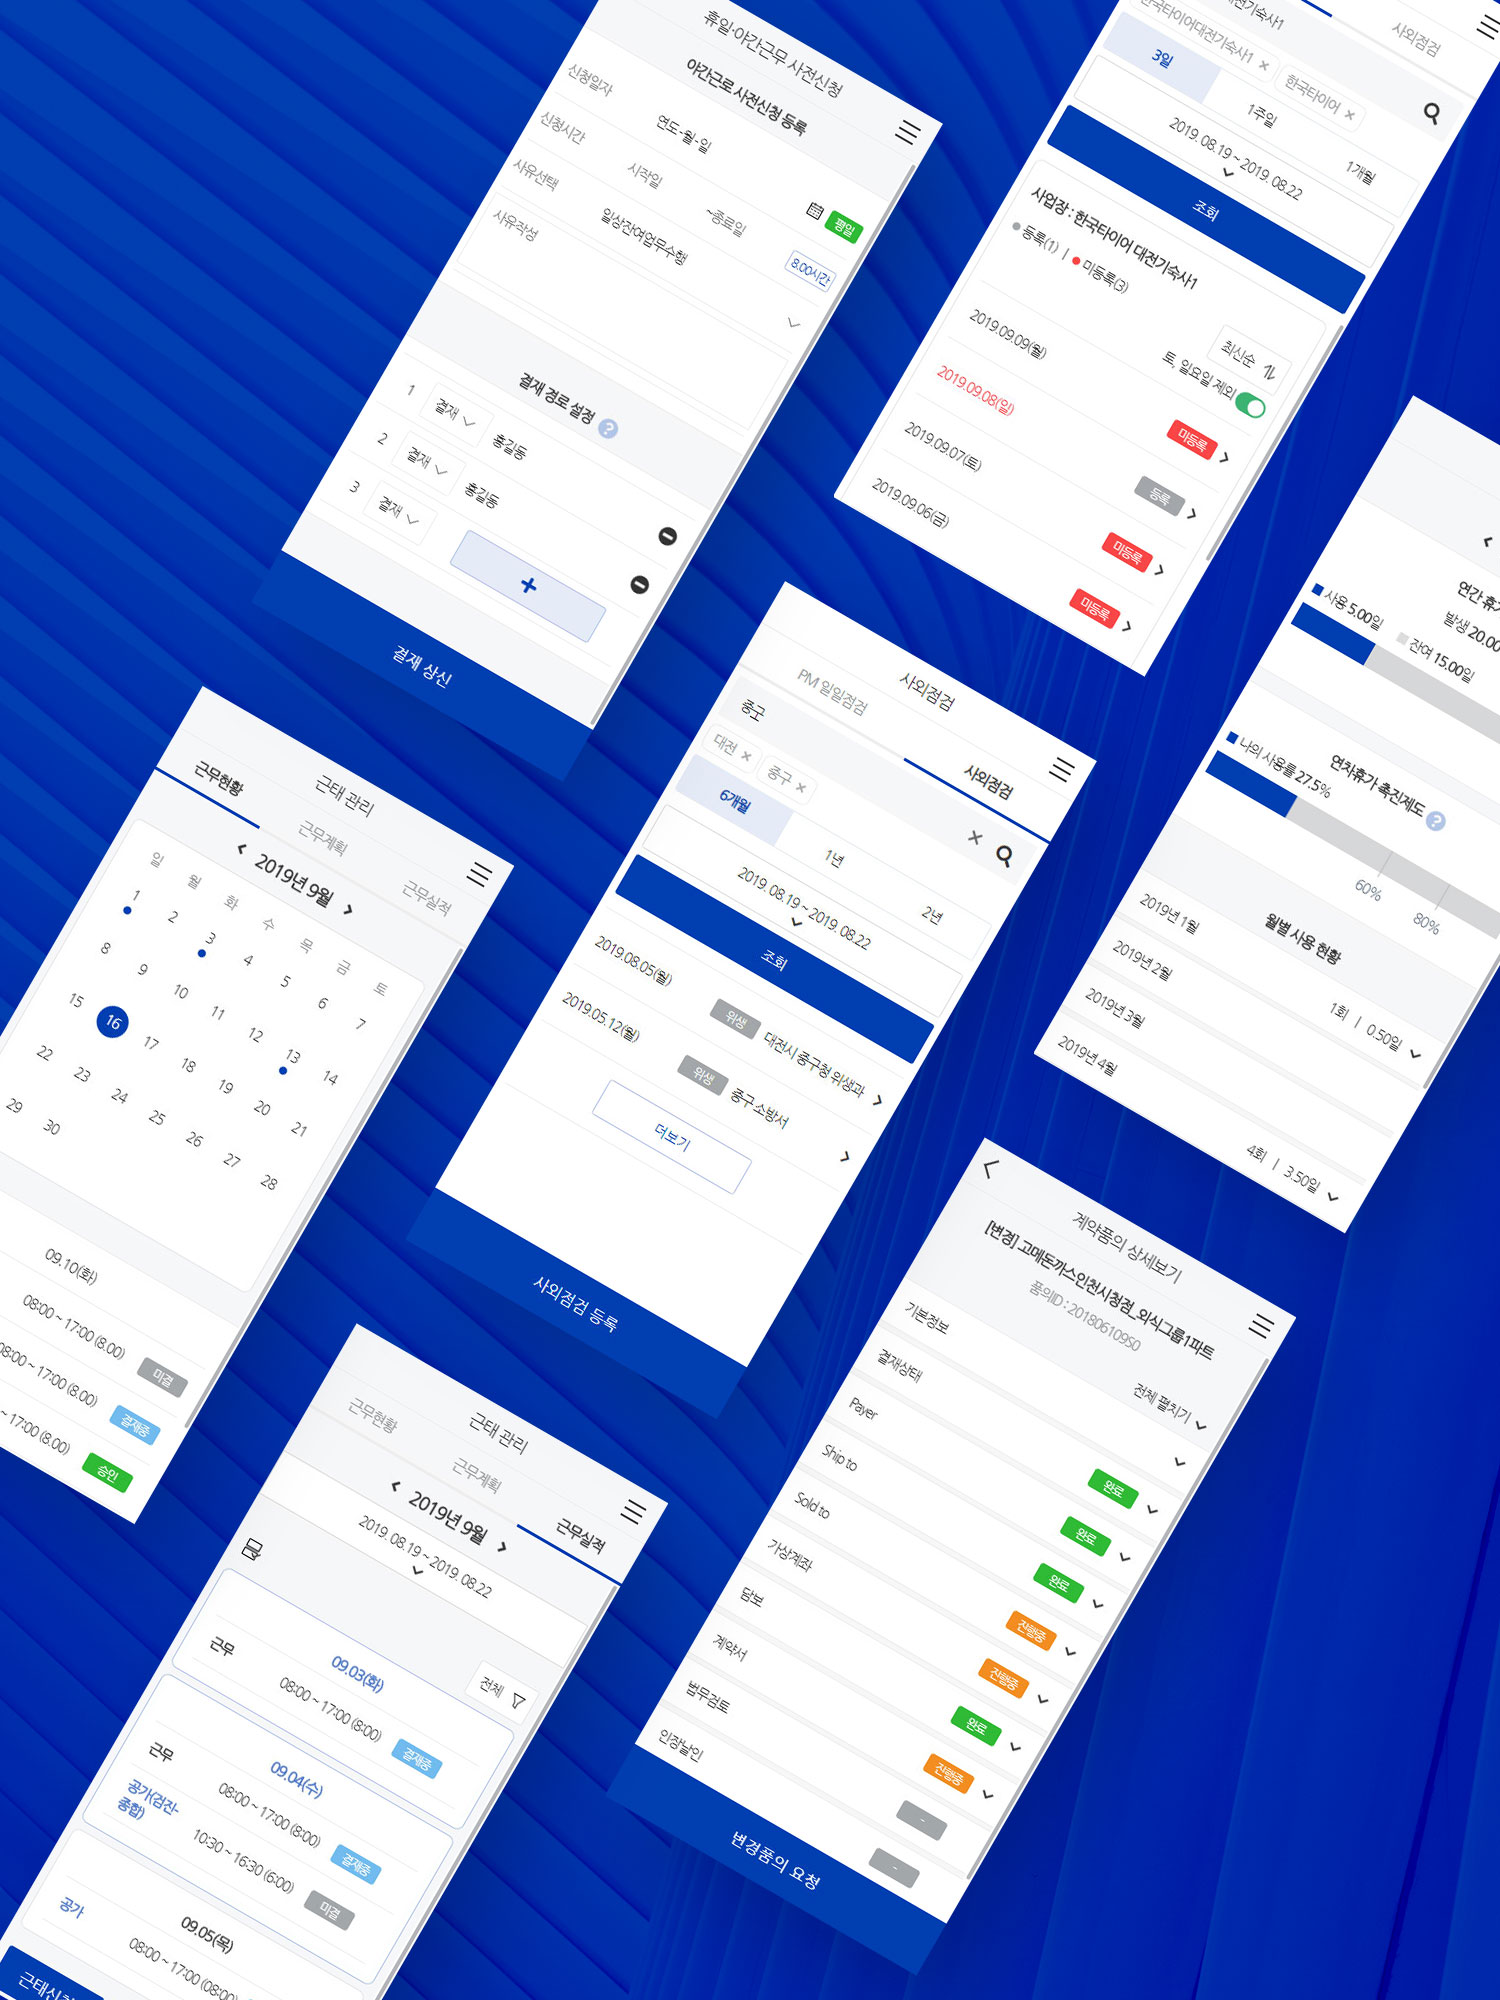 휴일·야간근무 사전신청
야간근로 사전신청 등록
신청일자
연도-월-일
평일
신청시간
시작일
~종료일
8.00시간
사유선택
일상잔여업무수행
사유작성
결재 경로 설정
?
1
결재
홍길동
2
결재
홍길동
3
결재
+
결재 상신
사외점검
한국타이어대전기숙사1 ×
한국타이어 ×
3일
1주일
1개월
2019. 08.19 ~ 2019. 08.22
조회
사업장 : 한국타이어 대전기숙사1
등록(1) | 미등록(3)
최신순
토, 일요일 제외
2019.09.09(월)
미등록
2019.09.08(일)
등록
2019.09.07(토)
미등록
2019.09.06(금)
미등록
발생 20.00
사용 5.00일
잔여 15.00일
연차휴가 촉진제도
?
나의 사용률 27.5%
60%
80%
월별 사용 현황
2019년 1월
1회 | 0.50일
2019년 2월
2019년 3월
2019년 4월
4회 | 3.50일
근태 관리
근무현황
근무계획
근무실적
2019년 9월
일 월 화 수 목 금 토
1 2 3 4 5 6 7
8 9 10 11 12 13 14
15 16 17 18 19 20 21
22 23 24 25 26 27 28
29 30
09.10(화)
08:00 ~ 17:00 (8.00)
미결
08:00 ~ 17:00 (8.00)
결재중
~ 17:00 (8.00)
승인
사외점검
PM 일일점검
사외점검
중구
대전 ×
중구 ×
6개월
1년
2년
2019. 08.19 ~ 2019. 08.22
조회
2019.08.05(월)
위생
대전시 중구청 위생과
2019.05.12(월)
위생
중구 소방서
더보기
사외점검 등록
근태 관리
근무현황
근무계획
근무실적
2019년 9월
2019. 08.19 ~ 2019. 08.22
전체
09.03(화)
근무
08:00 ~ 17:00 (8:00)
결재중
09.04(수)
근무
08:00 ~ 17:00 (8:00)
결재중
공가(검진-
종합)
10:30 ~ 16:30 (6:00)
미결
09.05(목)
공가
08:00 ~ 17:00 (08:00)
계약품의 상세보기
[변경] 고메돈까스인천시청점_외식그룹1파트
품의ID : 20180610950
전체 펼치기
기본정보
결재상태
완료
Payer
완료
Ship to
완료
Sold to
진행중
가상계좌
진행중
담보
완료
계약서
진행중
법무검토
-
인장날인
-
변경품의 요청